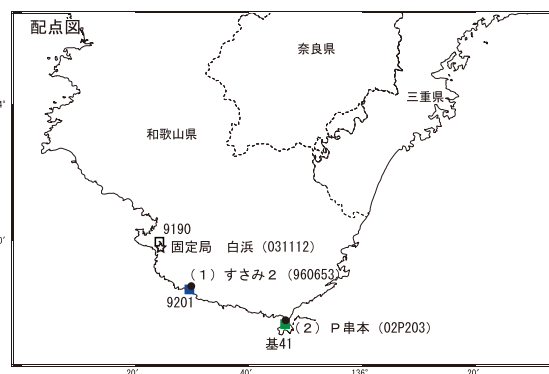 配点図
奈良県
三重県
4'
和歌山県
9190
固定局 白浜（031112）
0'
（１）すさみ２（960653）
9201
（２）Ｐ串本（02P203）
基41
20' 40' 136° 20'